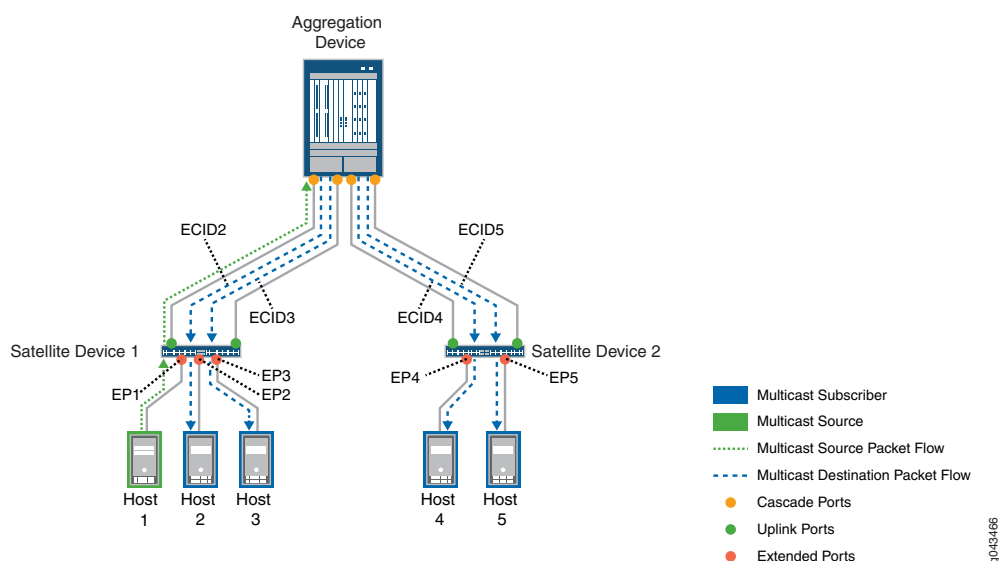 Aggregation
Device
ECID2
ECID5
ECID3
ECID4
Satellite Device 1
Satellite Device 2
EP1
EP3
EP2
EP4
EP5
Host
1
Host
2
Host
3
Host
4
Host
5
Multicast Subscriber
Multicast Source
Multicast Source Packet Flow
Multicast Destination Packet Flow
Cascade Ports
Uplink Ports
Extended Ports
g043466